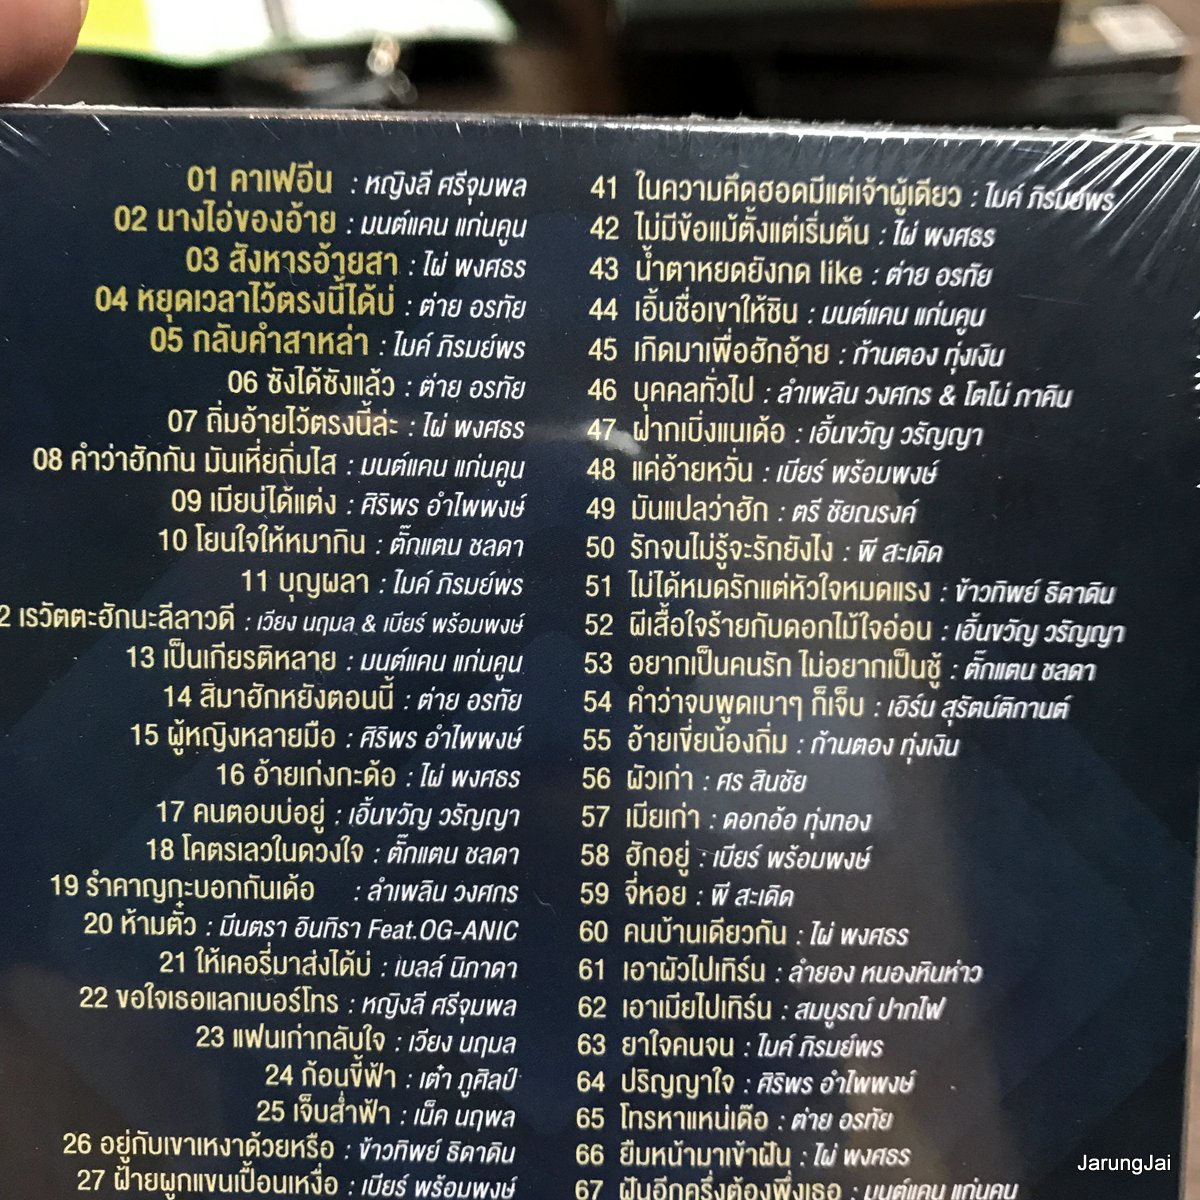 01 คาเฟอีน : หญิงลี ศรีจุมพล
02 นางไอ่ของอ้าย : มนต์แคน แก่นคูน
03 สังหารอ้ายสา : ไผ่ พงศธร
04 หยุดเวลาไว้ตรงนี้ได้บ่ : ต่าย อรทัย
05 กลับคำสาหล่า : ไมค์ ภิรมย์พร
06 ซังได้ซังแล้ว : ต่าย อรทัย
07 ถิ่มอ้ายไว้ตรงนี้ล่ะ : ไผ่ พงศธร
08 คำว่าฮักกัน มันเหี่ยถิ่มไส : มนต์แคน แก่นคูน
09 เมียบ่ได้แต่ง : ศิริพร อำไพพงษ์
10 โยนใจให้หมากิน : ตั๊กแตน ชลดา
11 บุญผลา : ไมค์ ภิรมย์พร
2 เรวัตตะฮักนะลีลาวดี : เวียง นฤมล & เบียร์ พร้อมพงษ์
13 เป็นเกียรติหลาย : มนต์แคน แก่นคูน
14 สิมาฮักหยังตอนนี้ : ต่าย อรทัย
15 ผู้หญิงหลายมือ : ศิริพร อำไพพงษ์
16 อ้ายเก่งกะด้อ : ไผ่ พงศธร
17 คนตอบบ่อยู่ : เอิ้นขวัญ วรัญญา
18 โคตรเลวในดวงใจ : ตั๊กแตน ชลดา
19 รำคาญกะบอกกันเด้อ : ลำเพลิน วงศกร
20 ห้ามตั๋ว : มีนตรา อินทิรา Feat.OG-ANIC
21 ให้เคอรี่มาส่งได้บ่ : เบลล์ นิภาดา
22 ขอใจเธอแลกเบอร์โทร : หญิงลี ศรีจุมพล
23 แฟนเก่ากลับใจ : เวียง นฤมล
24 ก้อนขี้ฟ้า : เต๋า ภูศิลป์
25 เจ็บส่ำฟ้า : เน็ค นฤพล
26 อยู่กับเขาเหงาด้วยหรือ : ข้าวทิพย์ ธิดาดิน
27 ฝ้ายผูกแขนเปื้อนเหงื่อ : เบียร์ พร้อมพงษ์
41 ในความคึดฮอดมีแต่เจ้าผู้เดียว : ไมค์ ภิรมย์พร
42 ไม่มีข้อแม้ตั้งแต่เริ่มต้น : ไผ่ พงศธร
43 น้ำตาหยดยังกด like : ต่าย อรทัย
44 เอิ้นชื่อเขาให้ชิน : มนต์แคน แก่นคูน
45 เกิดมาเพื่อฮักอ้าย : ก้านตอง ทุ่งเงิน
46 บุคคลทั่วไป : ลำเพลิน วงศกร & โตโน่ ภาคิน
47 ฝากเบิ่งแนเด้อ : เอิ้นขวัญ วรัญญา
48 แค่อ้ายหวั่น : เบียร์ พร้อมพงษ์
49 มันแปลว่าฮัก : ตรี ชัยณรงค์
50 รักจนไม่รู้จะรักยังไง : พี สะเดิด
51 ไม่ได้หมดรักแต่หัวใจหมดแรง : ข้าวทิพย์ ธิดาดิน
52 ผีเสื้อใจร้ายกับดอกไม้ใจอ่อน : เอิ้นขวัญ วรัญญา
53 อยากเป็นคนรัก ไม่อยากเป็นชู้ : ตั๊กแตน ชลดา
54 คำว่าจบพูดเบาๆ ก็เจ็บ : เอิร์น สุรัตน์ติกานต์
55 อ้ายเขี่ยน้องถิ่ม : ก้านตอง ทุ่งเงิน
56 ผัวเก่า : ศร สินชัย
57 เมียเก่า : ดอกอ้อ ทุ่งทอง
58 ฮักอยู่ : เบียร์ พร้อมพงษ์
59 จี่หอย : พี สะเดิด
60 คนบ้านเดียวกัน : ไผ่ พงศธร
61 เอาผัวไปเทิร์น : ลำยอง หนองหินห่าว
62 เอาเมียไปเทิร์น : สมบูรณ์ ปากไฟ
63 ยาใจคนจน : ไมค์ ภิรมย์พร
64 ปริญญาใจ : ศิริพร อำไพพงษ์
65 โทรหาแหน่เด๊อ : ต่าย อรทัย
66 ยืมหน้ามาเข้าฝัน : ไผ่ พงศธร
67 ฝันอีกครึ่งต้องพึ่งเธอ : มนต์แคน แก่นคูน
JarungJai